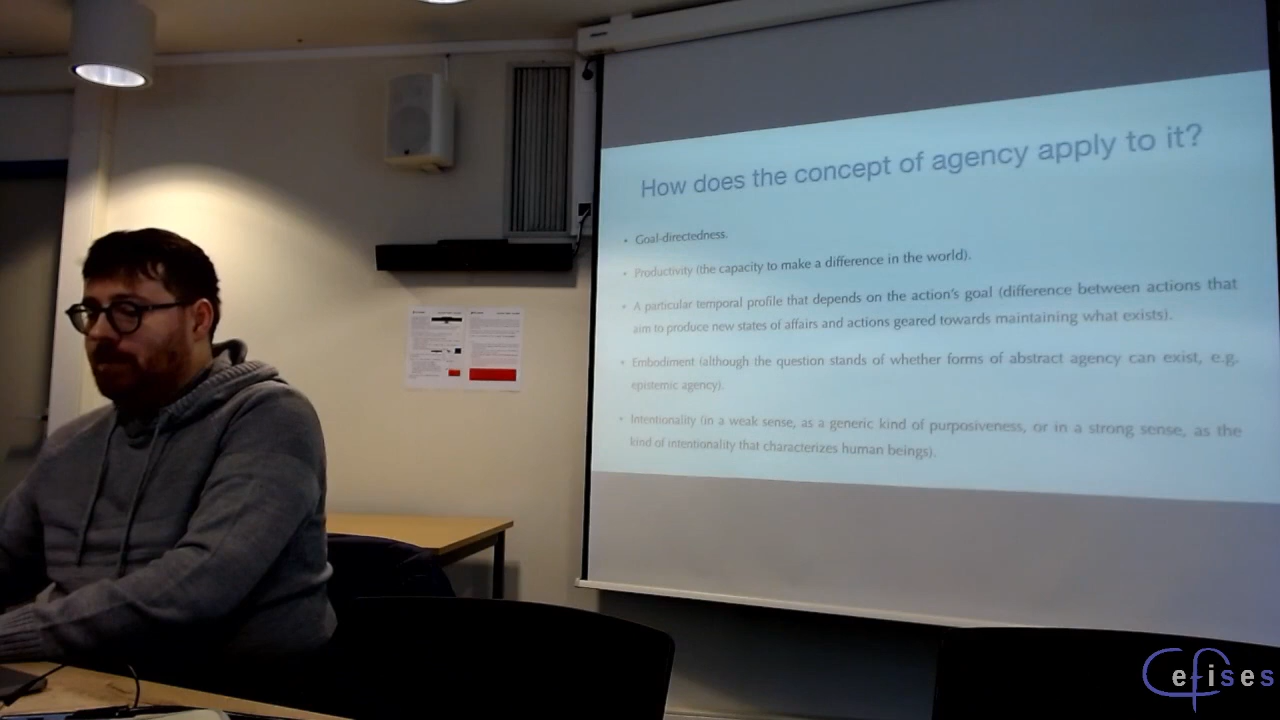 How does the concept of agency apply to it?
• Goal-directedness.
• Productivity (the capacity to make a difference in the world).
• A particular temporal profile that depends on the action's goal (difference between actions that
aim to produce new states of affairs and actions geared towards maintaining what exists).
• Embodiment (although the question stands of whether forms of abstract agency can exist, e.g.
epistemic agency).
• Intentionality (in a weak sense, as a generic kind of purposiveness, or in a strong sense, as the
kind of intentionality that characterizes human beings).
Cefises